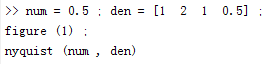 >> num = 0.5 ; den = [1  2  1  0.5] ;
figure (1) ;
nyquist (num , den)